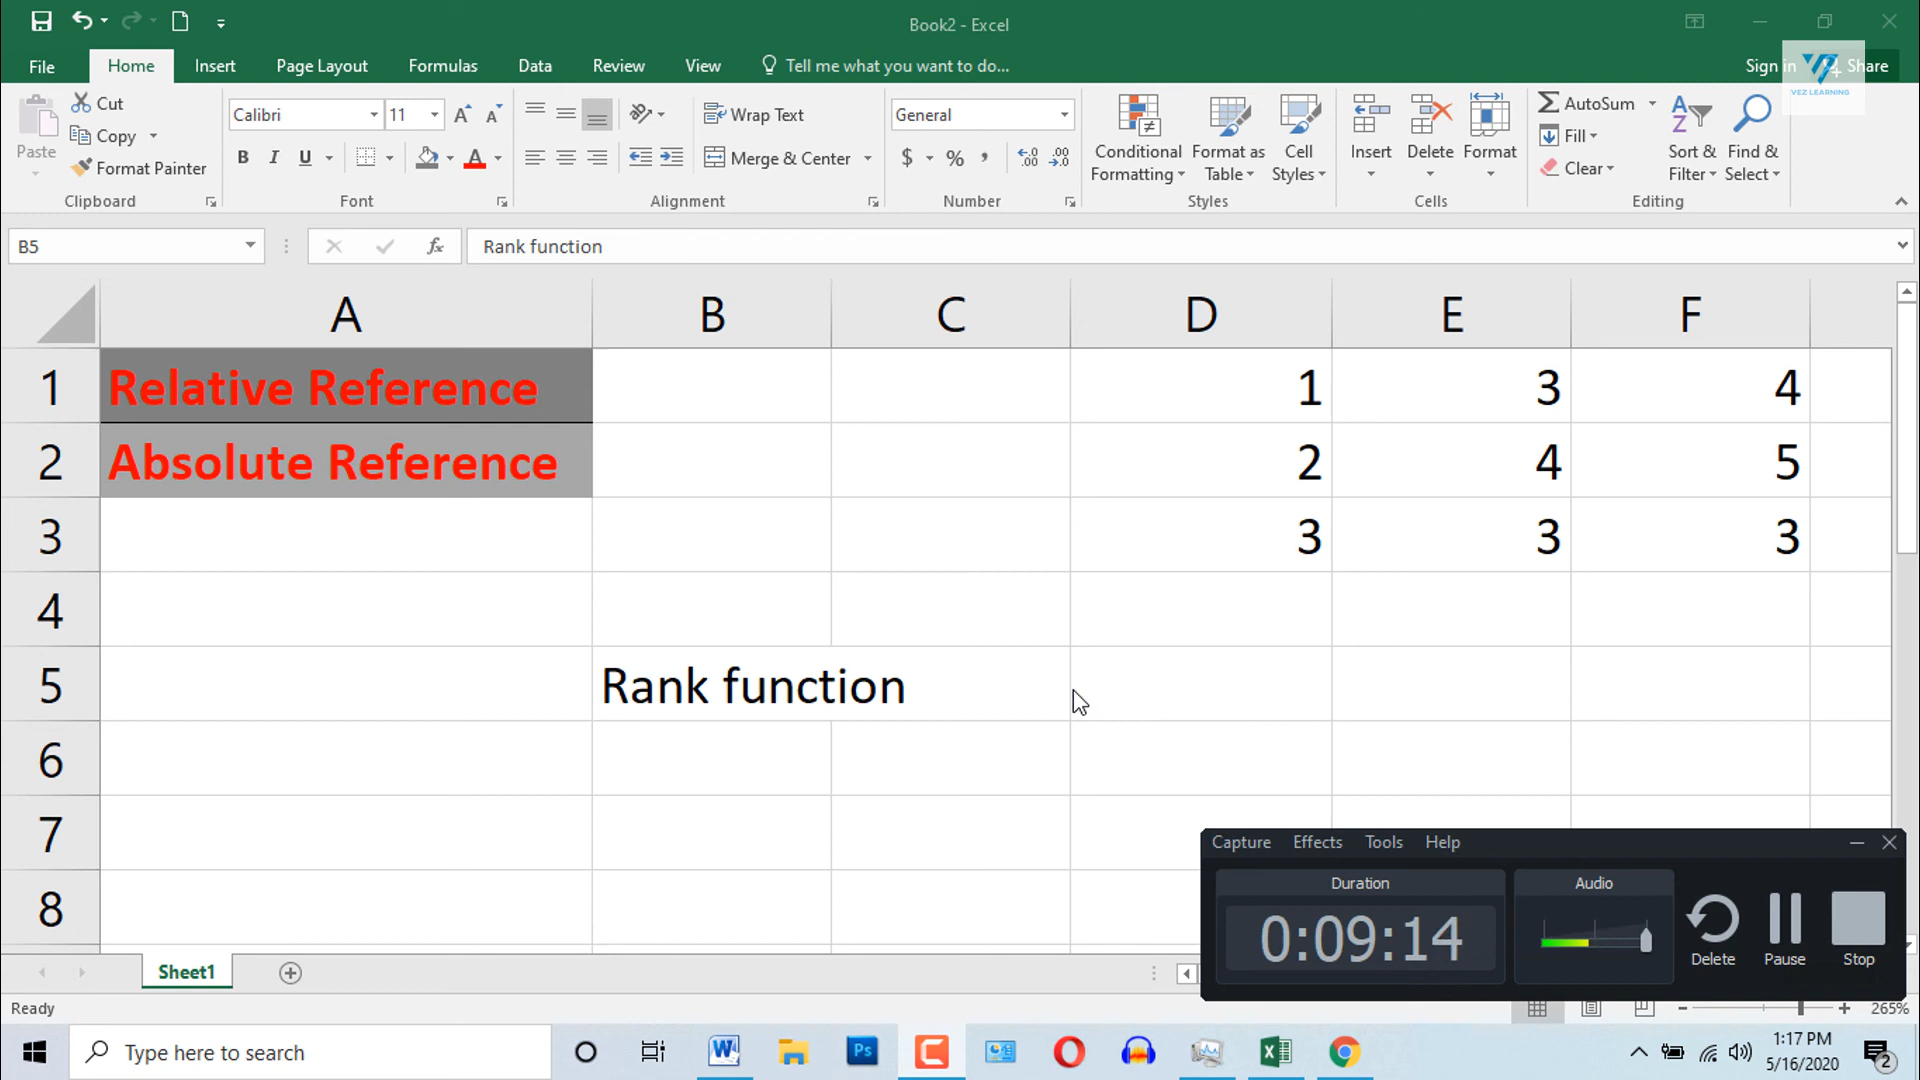 Book2 - Excel
File Home Insert Page Layout Formulas Data Review View Tell me what you want to do... Sign in Share
VEZ LEARNING
Paste Cut Copy Format Painter
Calibri 11
B I U A
Wrap Text
Merge & Center
General
$ % ,
Conditional Formatting
Format as Table
Cell Styles
Insert Delete Format
AutoSum
Fill
Clear
Sort & Filter
Find & Select
Clipboard Font Alignment Number Styles Cells Editing
B5 fx Rank function
A B C D E F
1 Relative Reference 1 3 4
2 Absolute Reference 2 4 5
3 3 3 3
4
5 Rank function
6
7
8
Capture Effects Tools Help
Duration Audio
0:09:14
Delete Pause Stop
Sheet1
Ready 265%
Type here to search
W Ps
1:17 PM
5/16/2020
2